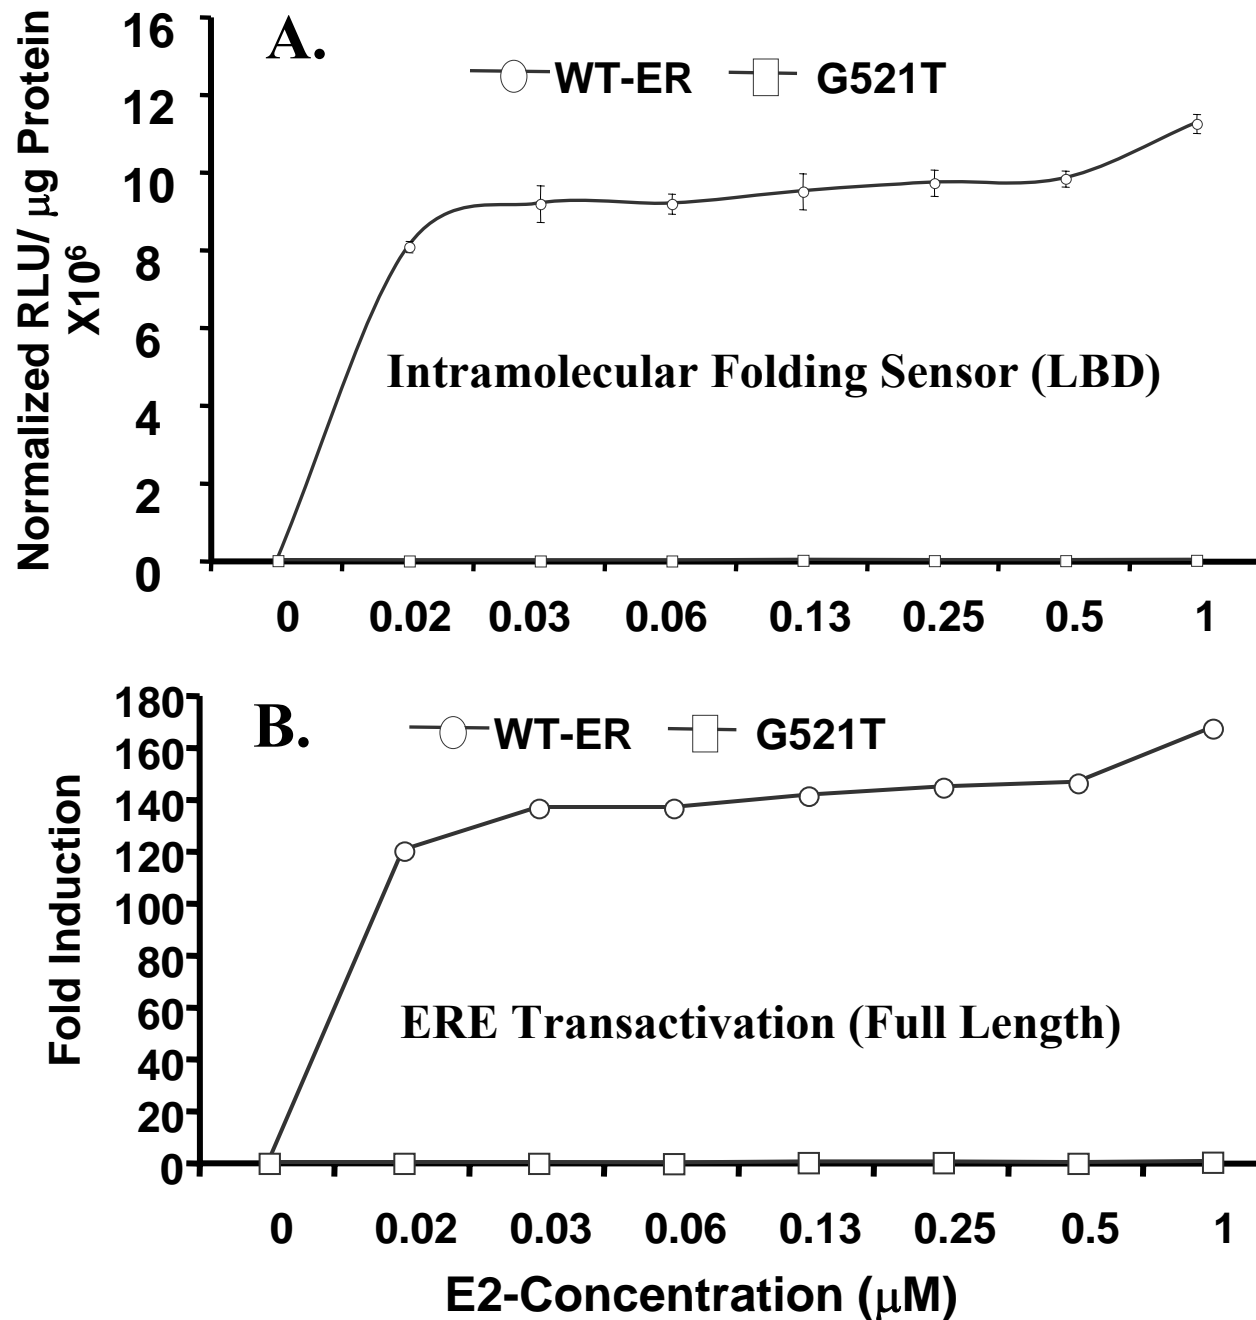 A.
WT-ER G521T
Normalized RLU/ μg Protein
X10⁶
16
12
10
8
6
4
2
0
Intramolecular Folding Sensor (LBD)
0 0.02 0.03 0.06 0.13 0.25 0.5 1
B.
WT-ER G521T
Fold Induction
180
160
140
120
100
80
60
40
20
0
ERE Transactivation (Full Length)
0 0.02 0.03 0.06 0.13 0.25 0.5 1
E2-Concentration (μM)